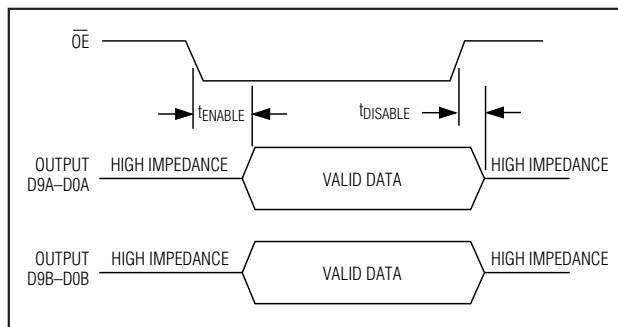 O̅E̅
tENABLE
tDISABLE
OUTPUT D9A–D0A
HIGH IMPEDANCE
VALID DATA
HIGH IMPEDANCE
OUTPUT D9B–D0B
HIGH IMPEDANCE
VALID DATA
HIGH IMPEDANCE